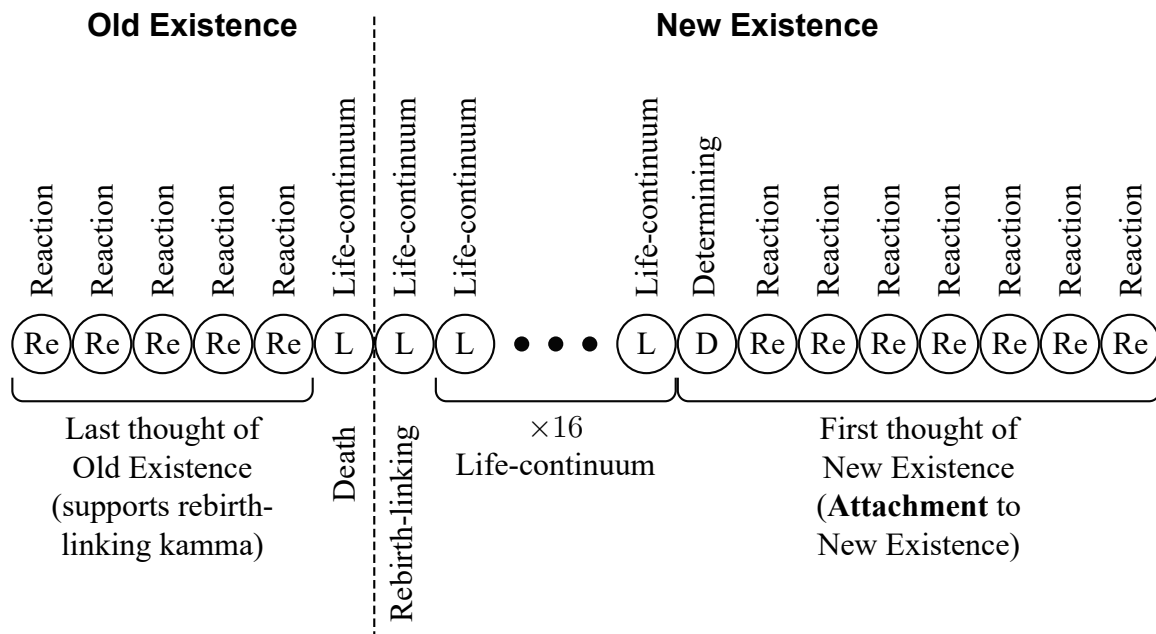 Old Existence
New Existence
Reaction
Reaction
Reaction
Reaction
Reaction
Life-continuum
Life-continuum
Life-continuum
Life-continuum
Determining
Reaction
Reaction
Reaction
Reaction
Reaction
Reaction
Reaction
Re Re Re Re Re L L L L D Re Re Re Re Re Re Re
Last thought of
Old Existence
(supports rebirth-
linking kamma)
Death
Rebirth-linking
×16
Life-continuum
First thought of
New Existence
(Attachment to
New Existence)